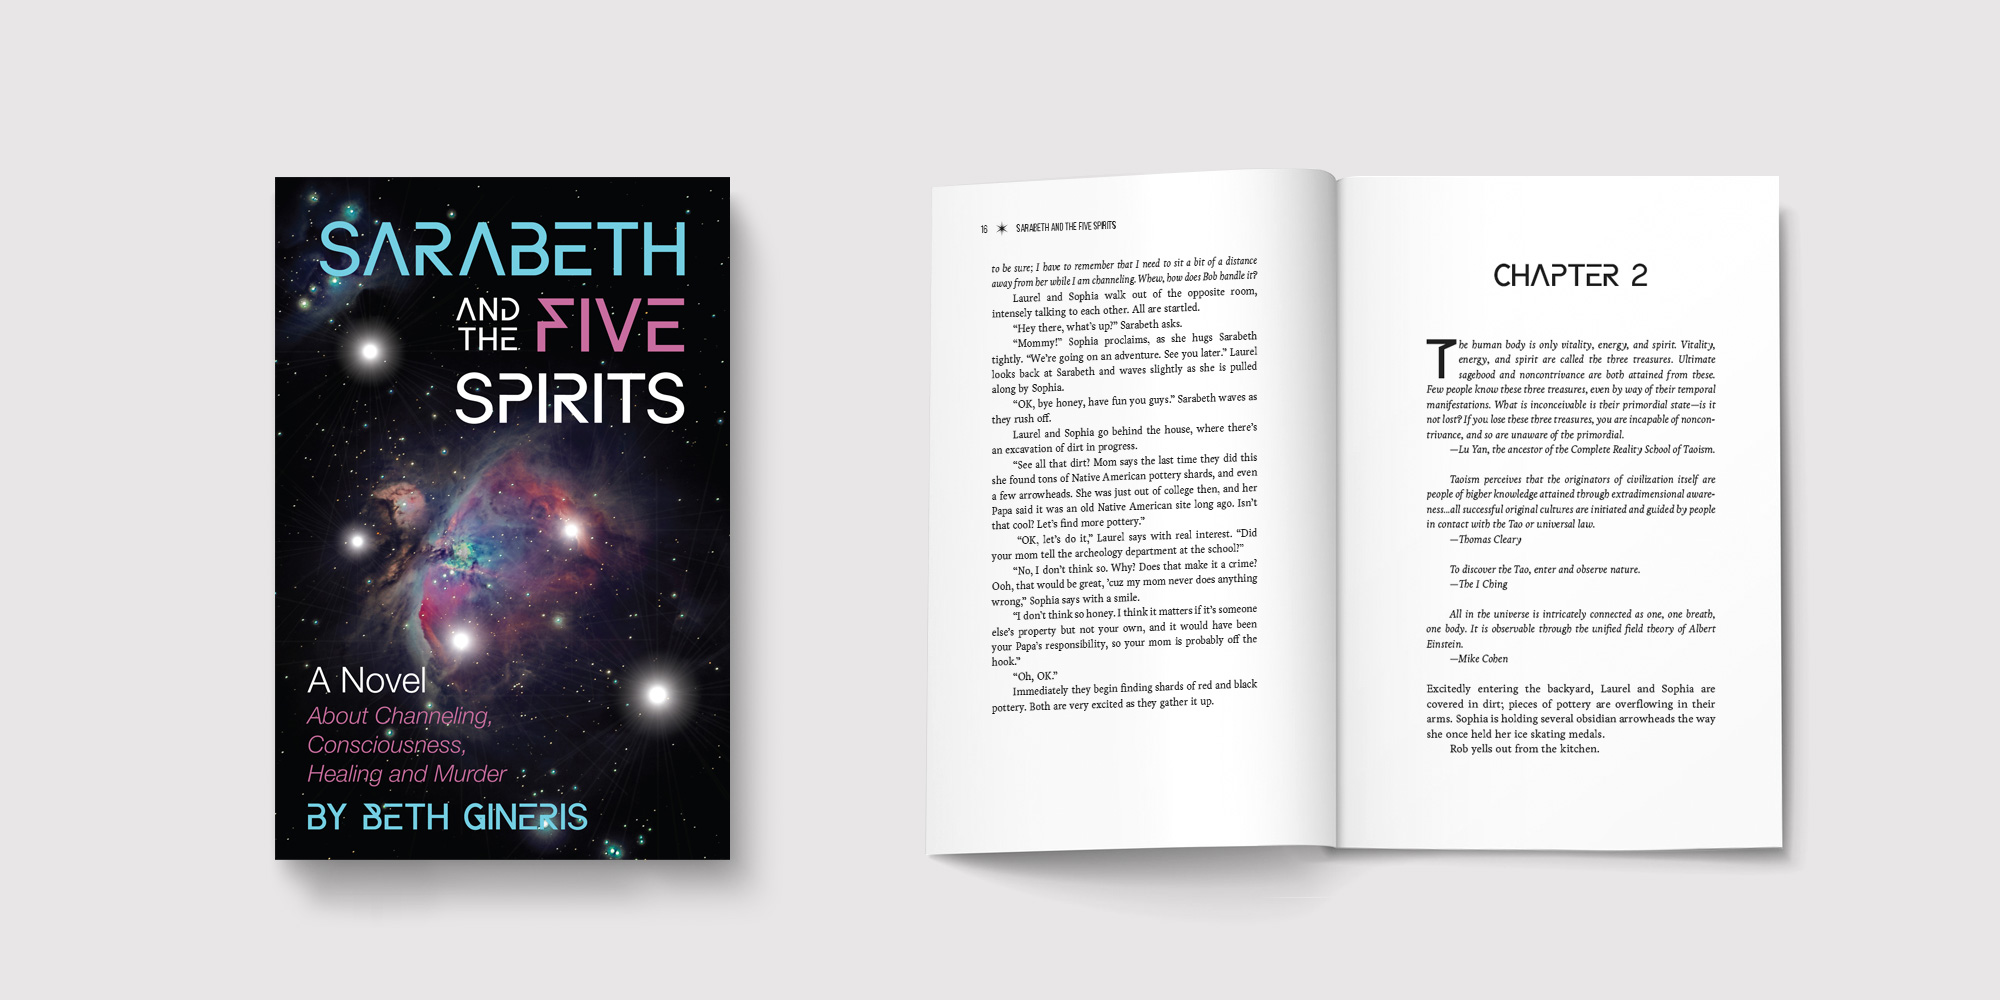 SARABETH
AND THE FIVE
SPIRITS
A Novel
About Channeling,
Consciousness,
Healing and Murder
BY BETH GINERIS
16 ✶ SARABETH AND THE FIVE SPIRITS
to be sure; I have to remember that I need to sit a bit of a distance
away from her while I am channeling. Whew, how does Bob handle it?
Laurel and Sophia walk out of the opposite room,
intensely talking to each other. All are startled.
“Hey there, what’s up?” Sarabeth asks.
“Mommy!” Sophia proclaims, as she hugs Sarabeth
tightly. “We’re going on an adventure. See you later.” Laurel
looks back at Sarabeth and waves slightly as she is pulled
along by Sophia.
“OK, bye honey, have fun you guys.” Sarabeth waves as
they rush off.
Laurel and Sophia go behind the house, where there’s
an excavation of dirt in progress.
“See all that dirt? Mom says the last time they did this
she found tons of Native American pottery shards, and even
a few arrowheads. She was just out of college then, and her
Papa said it was an old Native American site long ago. Isn’t
that cool? Let’s find more pottery.”
“OK, let’s do it,” Laurel says with real interest. “Did
your mom tell the archeology department at the school?”
“No, I don’t think so. Why? Does that make it a crime?
Ooh, that would be great, ’cuz my mom never does anything
wrong,” Sophia says with a smile.
“I don’t think so honey. I think it matters if it’s someone
else’s property but not your own, and it would have been
your Papa’s responsibility, so your mom is probably off the
hook.”
“Oh, OK.”
Immediately they begin finding shards of red and black
pottery. Both are very excited as they gather it up.
CHAPTER 2
The human body is only vitality, energy, and spirit. Vitality,
energy, and spirit are called the three treasures. Ultimate
sagehood and noncontrivance are both attained from these.
Few people know these three treasures, even by way of their temporal
manifestations. What is inconceivable is their primordial state—is it
not lost? If you lose these three treasures, you are incapable of noncon-
trivance, and so are unaware of the primordial.
—Lu Yan, the ancestor of the Complete Reality School of Taoism.
Taoism perceives that the originators of civilization itself are
people of higher knowledge attained through extradimensional aware-
ness...all successful original cultures are initiated and guided by people
in contact with the Tao or universal law.
—Thomas Cleary
To discover the Tao, enter and observe nature.
—The I Ching
All in the universe is intricately connected as one, one breath,
one body. It is observable through the unified field theory of Albert
Einstein.
—Mike Cohen
Excitedly entering the backyard, Laurel and Sophia are
covered in dirt; pieces of pottery are overflowing in their
arms. Sophia is holding several obsidian arrowheads the way
she once held her ice skating medals.
Rob yells out from the kitchen.